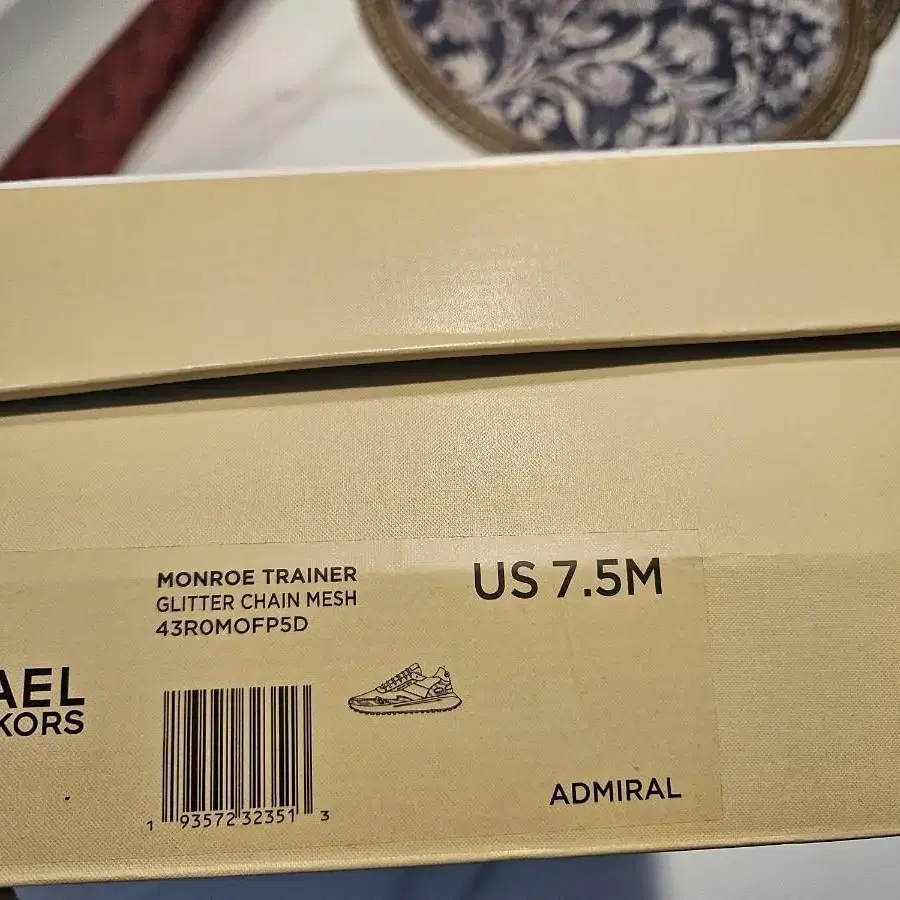 MONROE TRAINER
GLITTER CHAIN MESH
43R0MOFP5D
US 7.5M
AEL
KORS
1 93572 32351 3
ADMIRAL